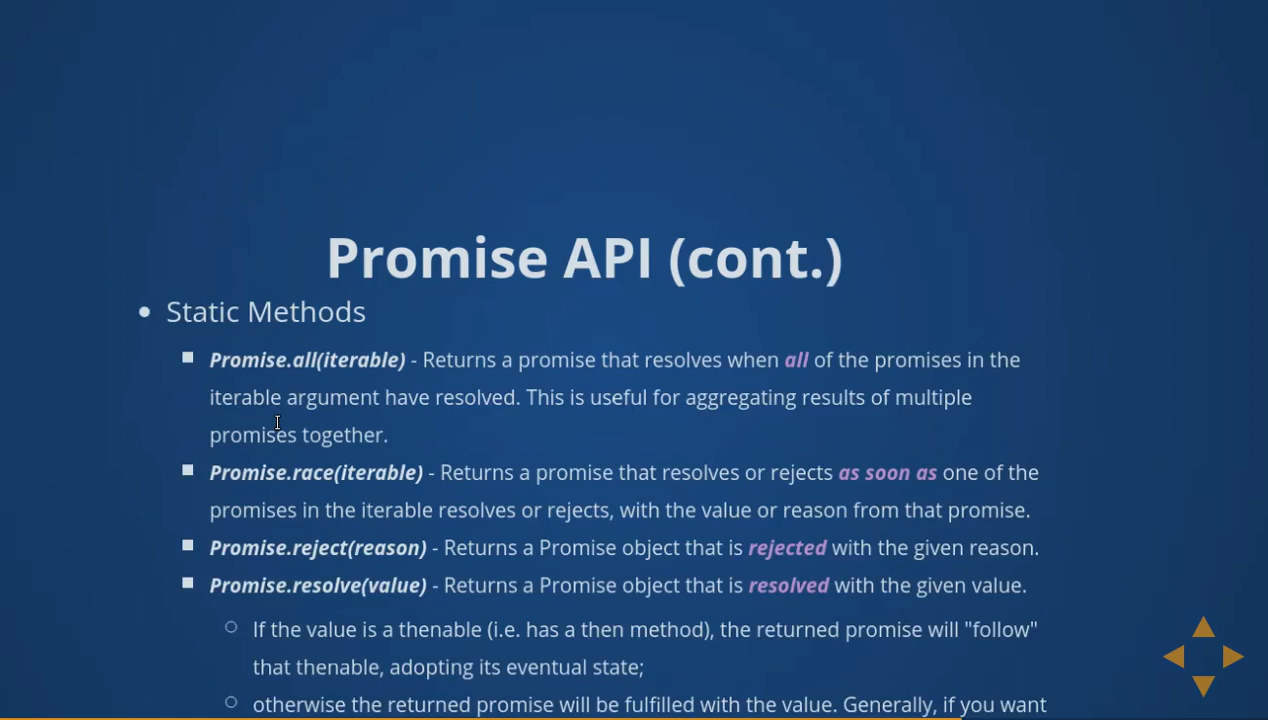 Promise API (cont.)
Static Methods
Promise.all(iterable) - Returns a promise that resolves when all of the promises in the
iterable argument have resolved. This is useful for aggregating results of multiple
promises together.
Promise.race(iterable) - Returns a promise that resolves or rejects as soon as one of the
promises in the iterable resolves or rejects, with the value or reason from that promise.
Promise.reject(reason) - Returns a Promise object that is rejected with the given reason.
Promise.resolve(value) - Returns a Promise object that is resolved with the given value.
If the value is a thenable (i.e. has a then method), the returned promise will "follow"
that thenable, adopting its eventual state;
otherwise the returned promise will be fulfilled with the value. Generally, if you want